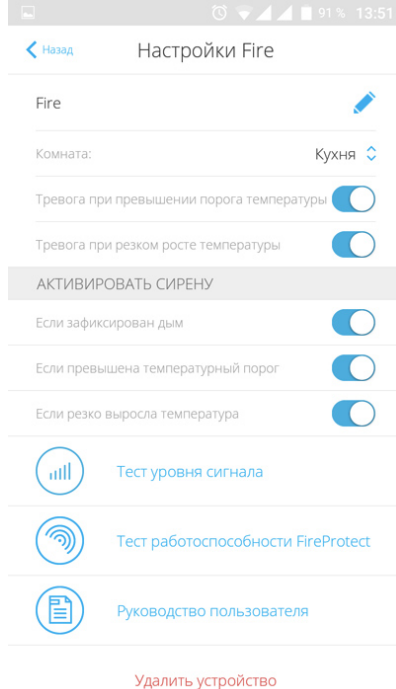 91 % 13:51
Назад Настройки Fire
Fire
Комната: Кухня
Тревога при превышении порога температуры
Тревога при резком росте температуры
АКТИВИРОВАТЬ СИРЕНУ
Если зафиксирован дым
Если превышена температурный порог
Если резко выросла температура
Тест уровня сигнала
Тест работоспособности FireProtect
Руководство пользователя
Удалить устройство